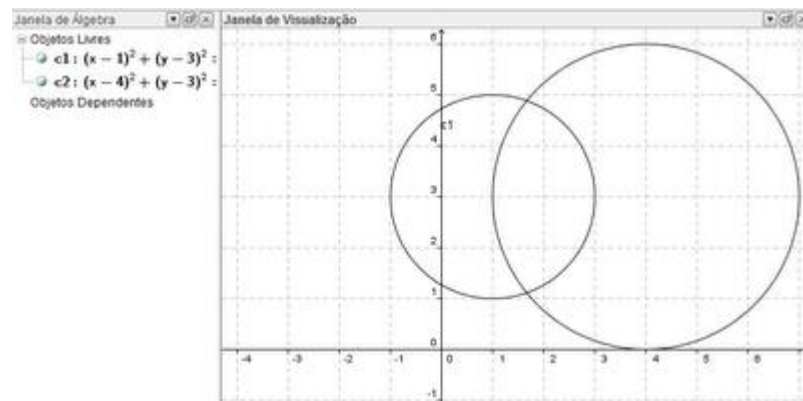 Janela de Álgebra
Objetos Livres
c1 : (x − 1)² + (y − 3)² :
c2 : (x − 4)² + (y − 3)² :
Objetos Dependentes
Janela de Visualização
6
5
c1
4
3
2
1
0
-4 -3 -2 -1 0 1 2 3 4 5 6 7
-1